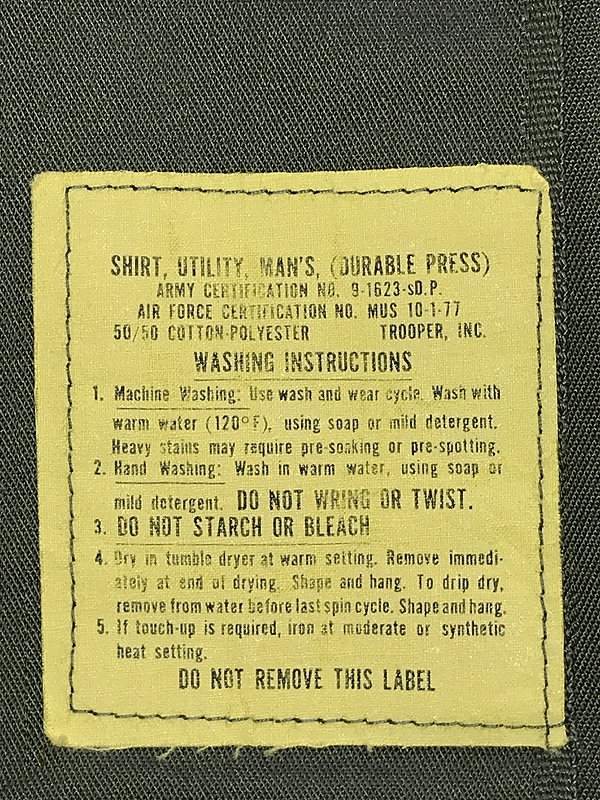 SHIRT, UTILITY, MAN'S, (DURABLE PRESS)
ARMY CERTIFICATION NO. 9-1623-sD.P.
AIR FORCE CERTIFICATION NO. MUS 10-1-77
50/50 COTTON-POLYESTER TROOPER, INC.
WASHING INSTRUCTIONS
1. Machine Washing: Use wash and wear cycle. Wash with
warm water (120°F), using soap or mild detergent.
Heavy stains may require pre-soaking or pre-spotting.
2. Hand Washing: Wash in warm water, using soap or
mild detergent. DO NOT WRING OR TWIST.
3. DO NOT STARCH OR BLEACH
4. Dry in tumble dryer at warm setting. Remove immedi-
ately at end of drying. Shape and hang. To drip dry,
remove from water before last spin cycle. Shape and hang.
5. If touch-up is required, iron at moderate or synthetic
heat setting.
DO NOT REMOVE THIS LABEL